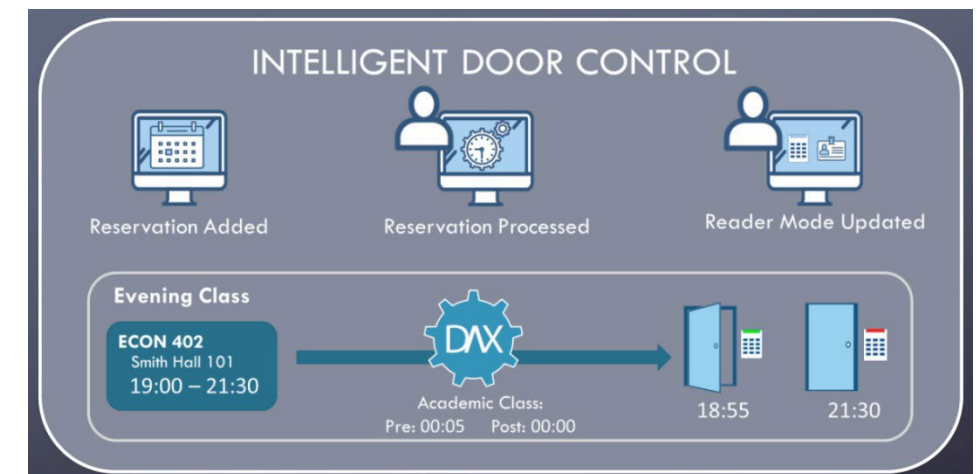 INTELLIGENT DOOR CONTROL
Reservation Added
Reservation Processed
Reader Mode Updated
Evening Class
ECON 402
Smith Hall 101
19:00 – 21:30
DAX
Academic Class:
Pre: 00:05 Post: 00:00
18:55
21:30